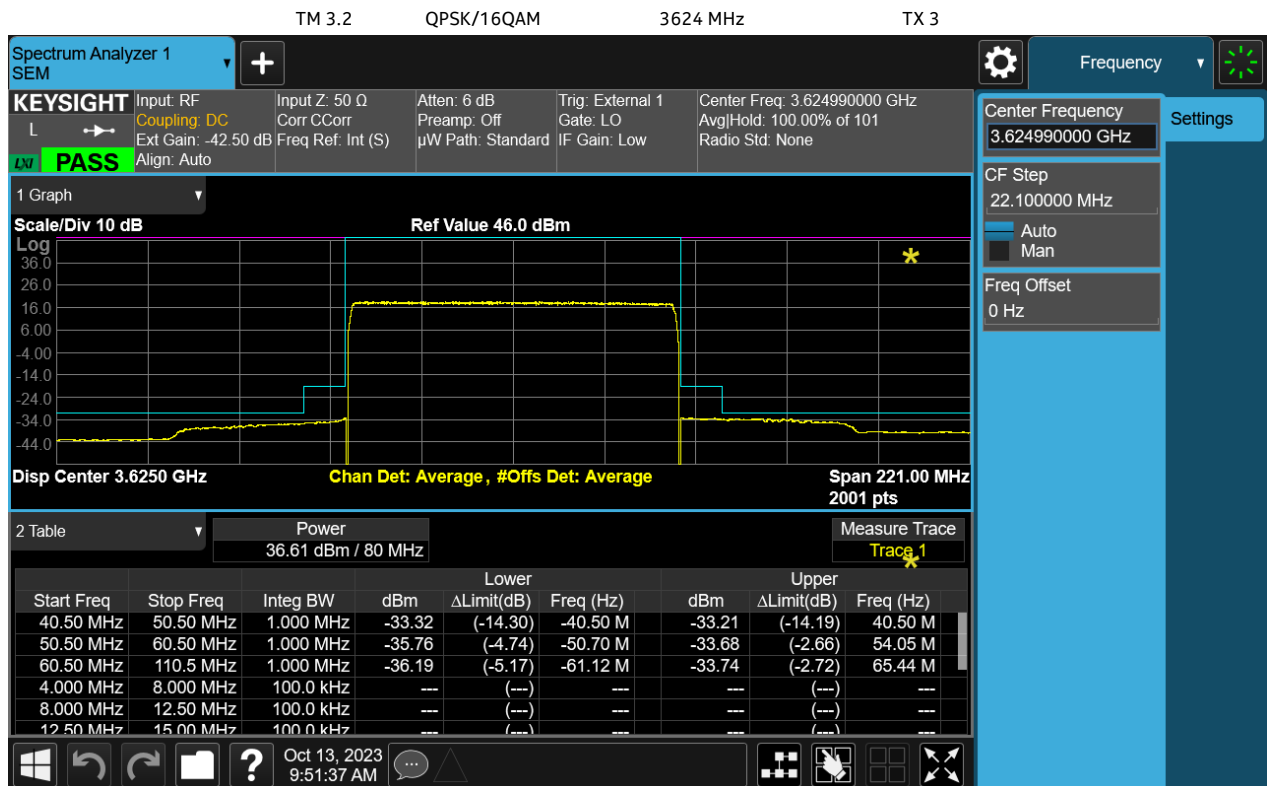 TM 3.2 QPSK/16QAM 3624 MHz TX 3
Spectrum Analyzer 1
SEM
Frequency
KEYSIGHT
L
LXI PASS
Input: RF
Coupling: DC
Ext Gain: -42.50 dB
Align: Auto
Input Z: 50 Ω
Corr CCorr
Freq Ref: Int (S)
Atten: 6 dB
Preamp: Off
µW Path: Standard
Trig: External 1
Gate: LO
IF Gain: Low
Center Freq: 3.624990000 GHz
Avg|Hold: 100.00% of 101
Radio Std: None
Center Frequency
3.624990000 GHz
Settings
CF Step
22.100000 MHz
Auto
Man
Freq Offset
0 Hz
1 Graph
Scale/Div 10 dB Ref Value 46.0 dBm
Log
36.0
26.0
16.0
6.00
-4.00
-14.0
-24.0
-34.0
-44.0
Disp Center 3.6250 GHz Chan Det: Average , #Offs Det: Average Span 221.00 MHz
2001 pts
2 Table Power Measure Trace
36.61 dBm / 80 MHz Trace 1
Lower Upper
Start Freq Stop Freq Integ BW dBm ∆Limit(dB) Freq (Hz) dBm ∆Limit(dB) Freq (Hz)
40.50 MHz 50.50 MHz 1.000 MHz -33.32 (-14.30) -40.50 M -33.21 (-14.19) 40.50 M
50.50 MHz 60.50 MHz 1.000 MHz -35.76 (-4.74) -50.70 M -33.68 (-2.66) 54.05 M
60.50 MHz 110.5 MHz 1.000 MHz -36.19 (-5.17) -61.12 M -33.74 (-2.72) 65.44 M
4.000 MHz 8.000 MHz 100.0 kHz --- (---) --- --- (---) ---
8.000 MHz 12.50 MHz 100.0 kHz --- (---) --- --- (---) ---
12.50 MHz 15.00 MHz 100.0 kHz --- (---) --- --- (---) ---
? Oct 13, 2023
9:51:37 AM